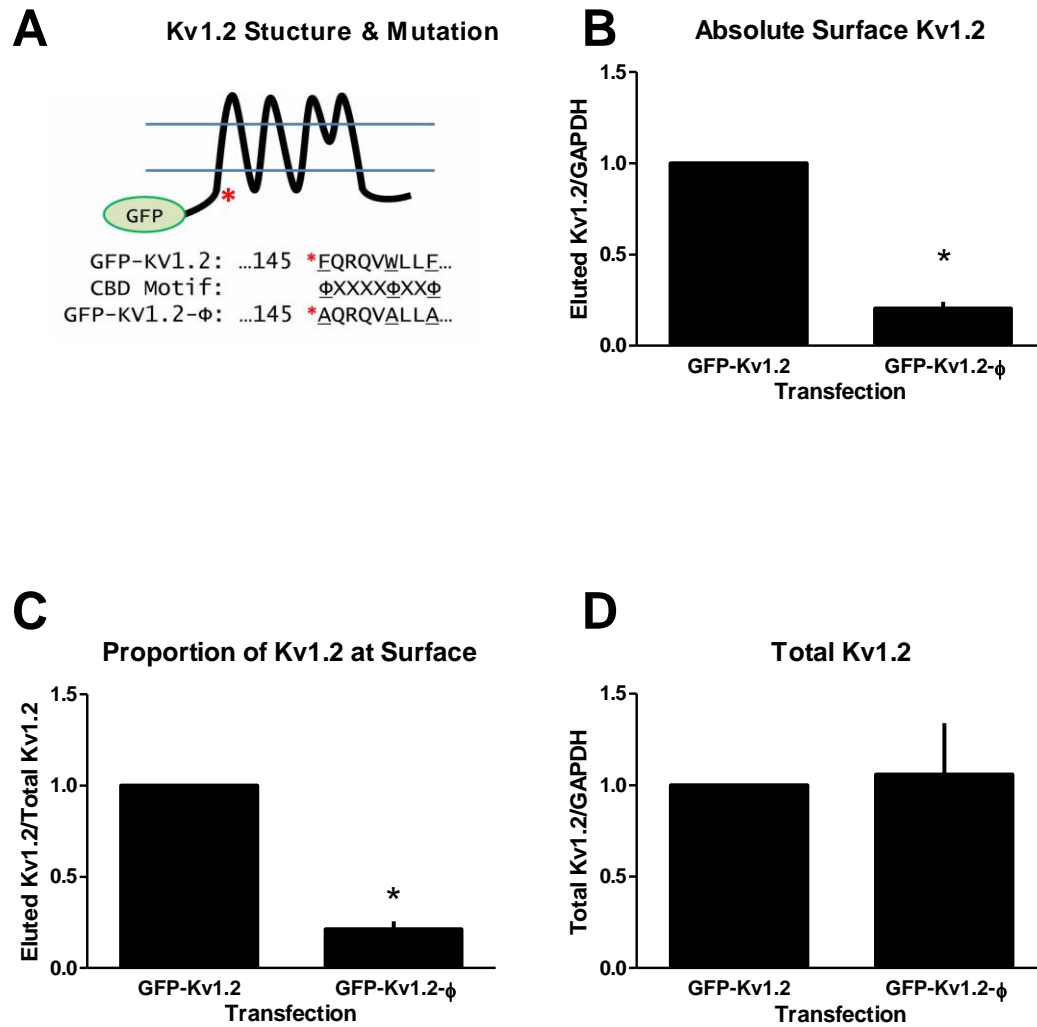 A
Kv1.2 Stucture & Mutation
GFP
*
GFP-KV1.2: ...145 *FQRQVWLLF...
CBD Motif: ΦXXXXΦXXΦ
GFP-KV1.2-Φ: ...145 *AQRQVALLA...
B
Absolute Surface Kv1.2
Eluted Kv1.2/GAPDH
1.5
1.0
0.5
0.0
*
GFP-Kv1.2
GFP-Kv1.2-ϕ
Transfection
C
Proportion of Kv1.2 at Surface
Eluted Kv1.2/Total Kv1.2
1.5
1.0
0.5
0.0
*
GFP-Kv1.2
GFP-Kv1.2-ϕ
Transfection
D
Total Kv1.2
Total Kv1.2/GAPDH
1.5
1.0
0.5
0.0
GFP-Kv1.2
GFP-Kv1.2-ϕ
Transfection